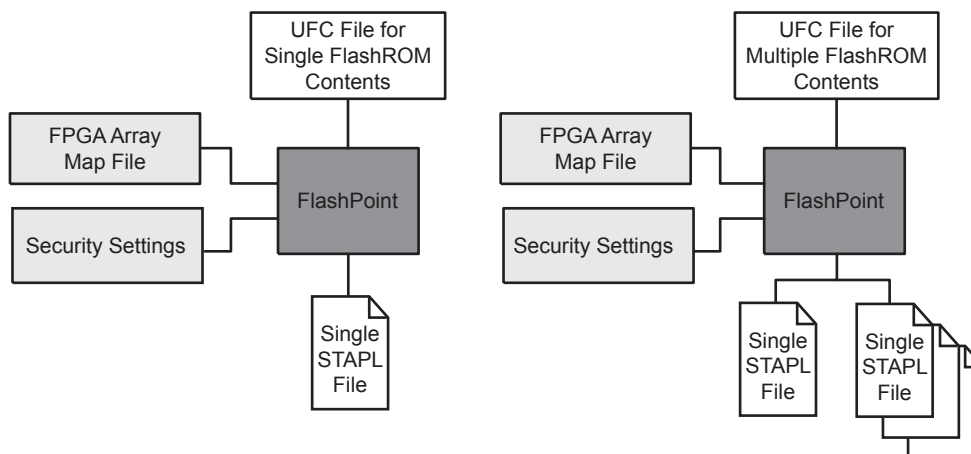 UFC File for
Single FlashROM
Contents
FPGA Array
Map File
FlashPoint
Security Settings
Single
STAPL
File
UFC File for
Multiple FlashROM
Contents
FPGA Array
Map File
FlashPoint
Security Settings
Single
STAPL
File
Single
STAPL
File